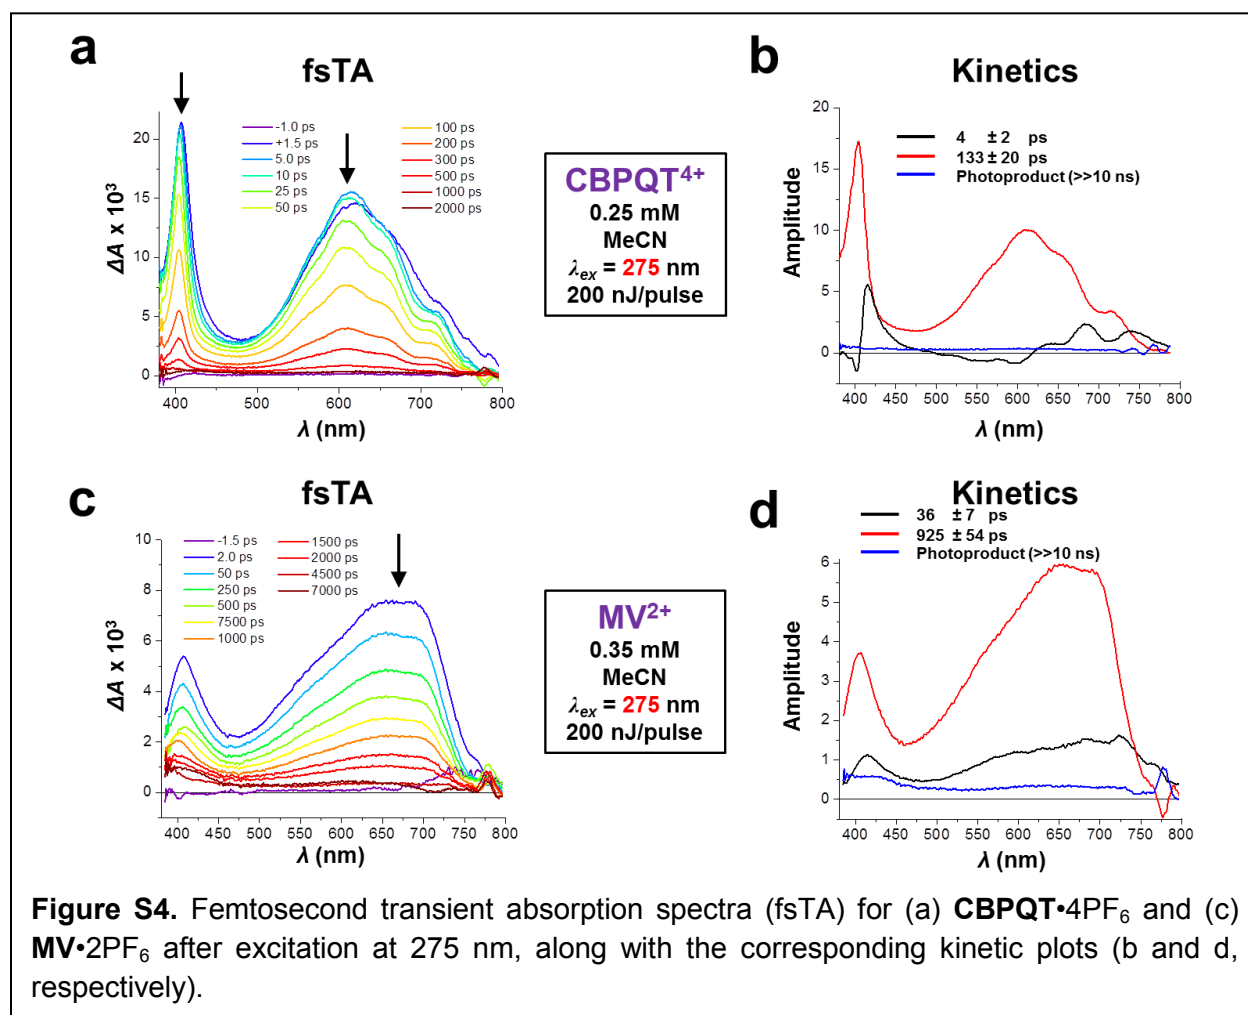 a
fsTA
-1.0 ps
+1.5 ps
5.0 ps
10 ps
25 ps
50 ps
100 ps
200 ps
300 ps
500 ps
1000 ps
2000 ps
ΔA x 10³
20
15
10
5
0
400 450 500 550 600 650 700 750 800
λ (nm)
CBPQT⁴⁺
0.25 mM
MeCN
λex = 275 nm
200 nJ/pulse
b
Kinetics
4 ± 2 ps
133 ± 20 ps
Photoproduct (>>10 ns)
Amplitude
20
15
10
5
0
400 450 500 550 600 650 700 750 800
λ (nm)
c
fsTA
-1.5 ps
2.0 ps
50 ps
250 ps
500 ps
7500 ps
1000 ps
1500 ps
2000 ps
4500 ps
7000 ps
ΔA x 10³
10
8
6
4
2
0
400 450 500 550 600 650 700 750 800
λ (nm)
MV²⁺
0.35 mM
MeCN
λex = 275 nm
200 nJ/pulse
d
Kinetics
36 ± 7 ps
925 ± 54 ps
Photoproduct (>>10 ns)
Amplitude
6
5
4
3
2
1
0
400 450 500 550 600 650 700 750 800
λ (nm)
Figure S4. Femtosecond transient absorption spectra (fsTA) for (a) CBPQT•4PF₆ and (c)
MV•2PF₆ after excitation at 275 nm, along with the corresponding kinetic plots (b and d,
respectively).